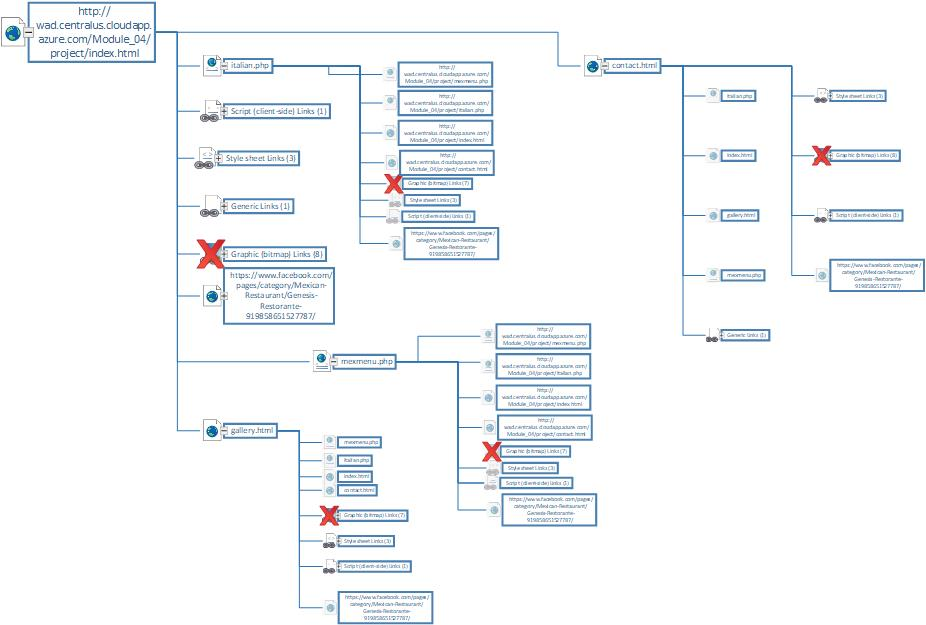 http://
wad.centralus.cloudapp.
azure.com/Module_04/
project/index.html
italian.php
http://
wad.centralus.cloudapp.azure.com/
Module_04/project/mexmenu.php
http://
wad.centralus.cloudapp.azure.com/
Module_04/project/italian.php
http://
wad.centralus.cloudapp.azure.com/
Module_04/project/index.html
http://
wad.centralus.cloudapp.azure.com/
Module_04/project/contact.html
Graphic (bitmap) Links (7)
Style sheet Links (3)
Script (client-side) Links (1)
https://www.facebook.com/pages/
category/Mexican-Restaurant/
Genesis-Restorante-
919858651527787/
Script (client-side) Links (1)
Style sheet Links (3)
Generic Links (1)
Graphic (bitmap) Links (8)
https://www.facebook.com/
pages/category/Mexican-
Restaurant/Genesis-
Restorante-
919858651527787/
mexmenu.php
http://
wad.centralus.cloudapp.azure.com/
Module_04/project/mexmenu.php
http://
wad.centralus.cloudapp.azure.com/
Module_04/project/italian.php
http://
wad.centralus.cloudapp.azure.com/
Module_04/project/index.html
http://
wad.centralus.cloudapp.azure.com/
Module_04/project/contact.html
Graphic (bitmap) Links (7)
Style sheet Links (3)
Script (client-side) Links (1)
https://www.facebook.com/pages/
category/Mexican-Restaurant/
Genesis-Restorante-
919858651527787/
gallery.html
mexmenu.php
italian.php
index.html
contact.html
Graphic (bitmap) Links (7)
Style sheet Links (3)
Script (client-side) Links (1)
https://www.facebook.com/pages/
category/Mexican-Restaurant/
Genesis-Restorante-
919858651527787/
contact.html
italian.php
index.html
gallery.html
mexmenu.php
Generic Links (1)
Style sheet Links (3)
Graphic (bitmap) Links (8)
Script (client-side) Links (1)
https://www.facebook.com/pages/
category/Mexican-Restaurant/
Genesis-Restorante-
919858651527787/